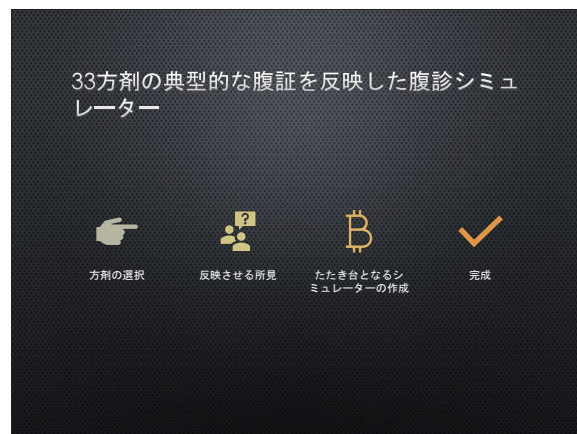 33方剤の典型的な腹証を反映した腹診シミュ
レーター
?
方剤の選択
反映させる所見
たたき台となるシ
ミュレーターの作成
完成